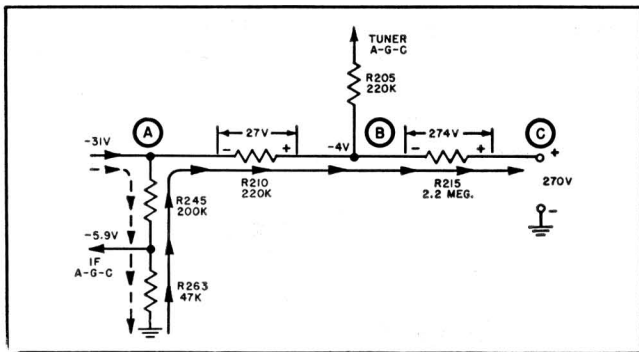 TUNER
A-G-C
R205
220K
A
B
C
-31V
27V
-4V
274V
-
+
-
+
+
-
R245
200K
R210
220K
R215
2.2 MEG.
270V
-
-5.9V
IF
A-G-C
R263
47K